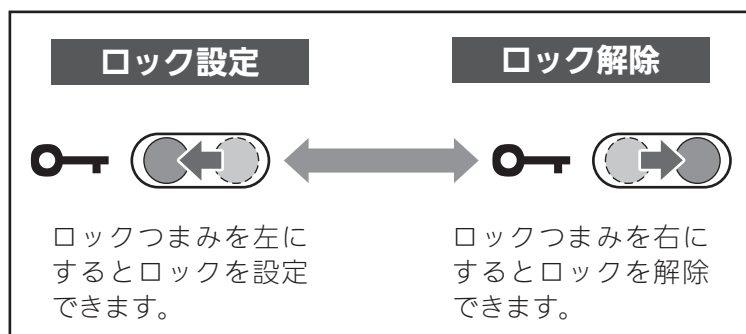 ロック設定
ロックつまみを左に
するとロックを設定
できます。
ロック解除
ロックつまみを右に
するとロックを解除
できます。